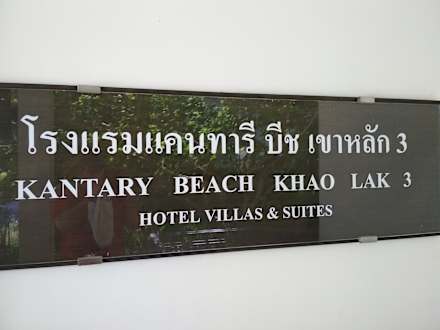 โรงแรมแคนทารี บีช เขาหลัก 3
KANTARY BEACH KHAO LAK 3
HOTEL VILLAS & SUITES